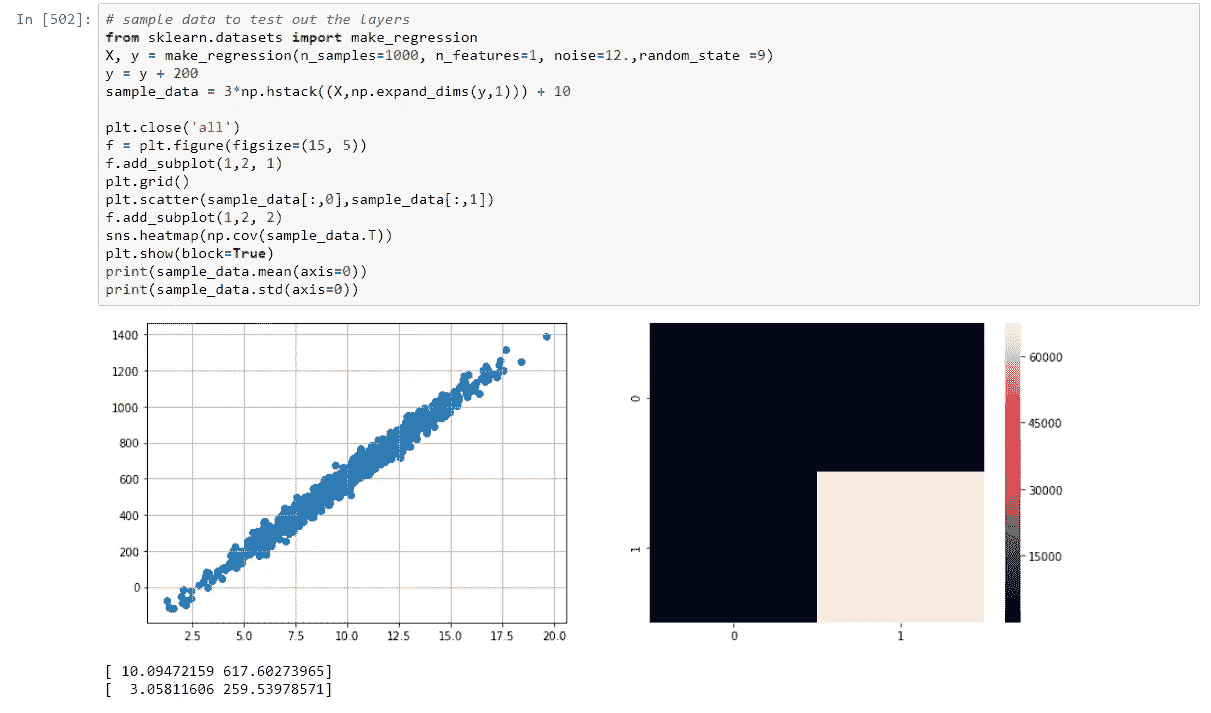 In [502]:
# sample data to test out the layers
from sklearn.datasets import make_regression
X, y = make_regression(n_samples=1000, n_features=1, noise=12.,random_state =9)
y = y + 200
sample_data = 3*np.hstack((X,np.expand_dims(y,1))) + 10
plt.close('all')
f = plt.figure(figsize=(15, 5))
f.add_subplot(1,2, 1)
plt.grid()
plt.scatter(sample_data[:,0],sample_data[:,1])
f.add_subplot(1,2, 2)
sns.heatmap(np.cov(sample_data.T))
plt.show(block=True)
print(sample_data.mean(axis=0))
print(sample_data.std(axis=0))
1400
1200
1000
800
600
400
200
0
2.5 5.0 7.5 10.0 12.5 15.0 17.5 20.0
0
1
0 1
60000
45000
30000
15000
[ 10.09472159 617.60273965]
[ 3.05811606 259.53978571]